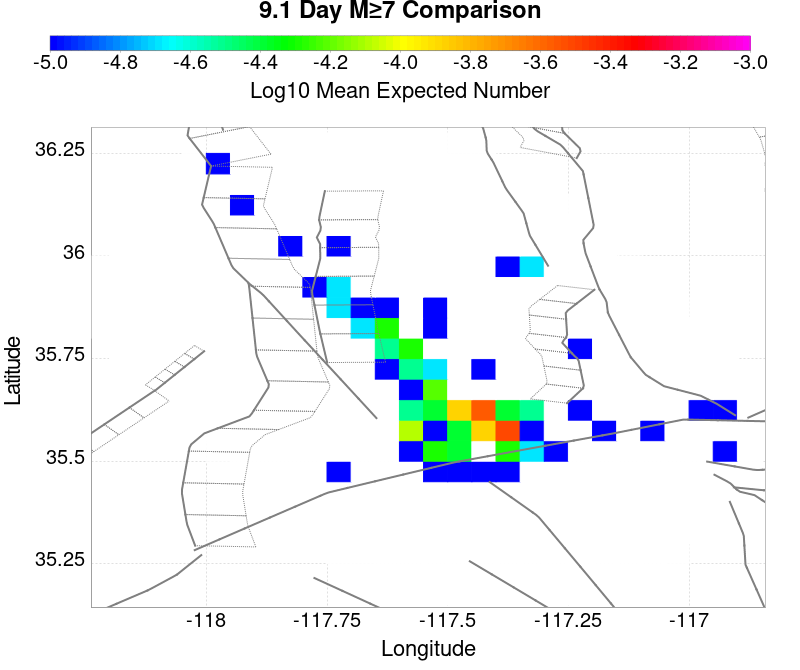 9.1 Day M≥7 Comparison
-5.0 -4.8 -4.6 -4.4 -4.2 -4.0 -3.8 -3.6 -3.4 -3.2 -3.0
Log10 Mean Expected Number
36.25
36
35.75
35.5
35.25
Latitude
-118 -117.75 -117.5 -117.25 -117
Longitude